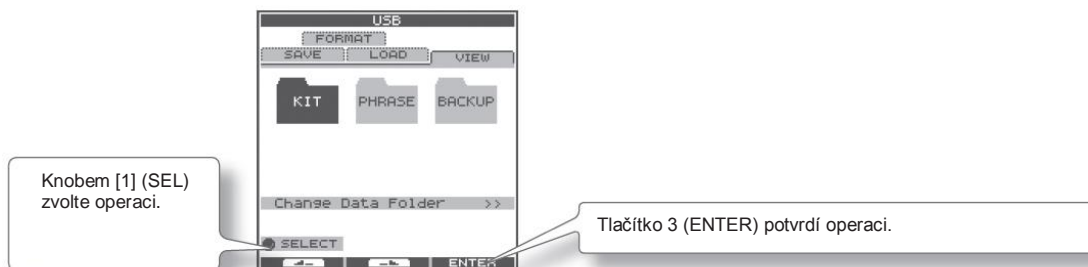 USB
FORMAT
SAVE LOAD VIEW
KIT PHRASE BACKUP
Change Data Folder >>
SELECT
ENTER
Knobem [1] (SEL)
zvolte operaci.
Tlačítko 3 (ENTER) potvrdí operaci.